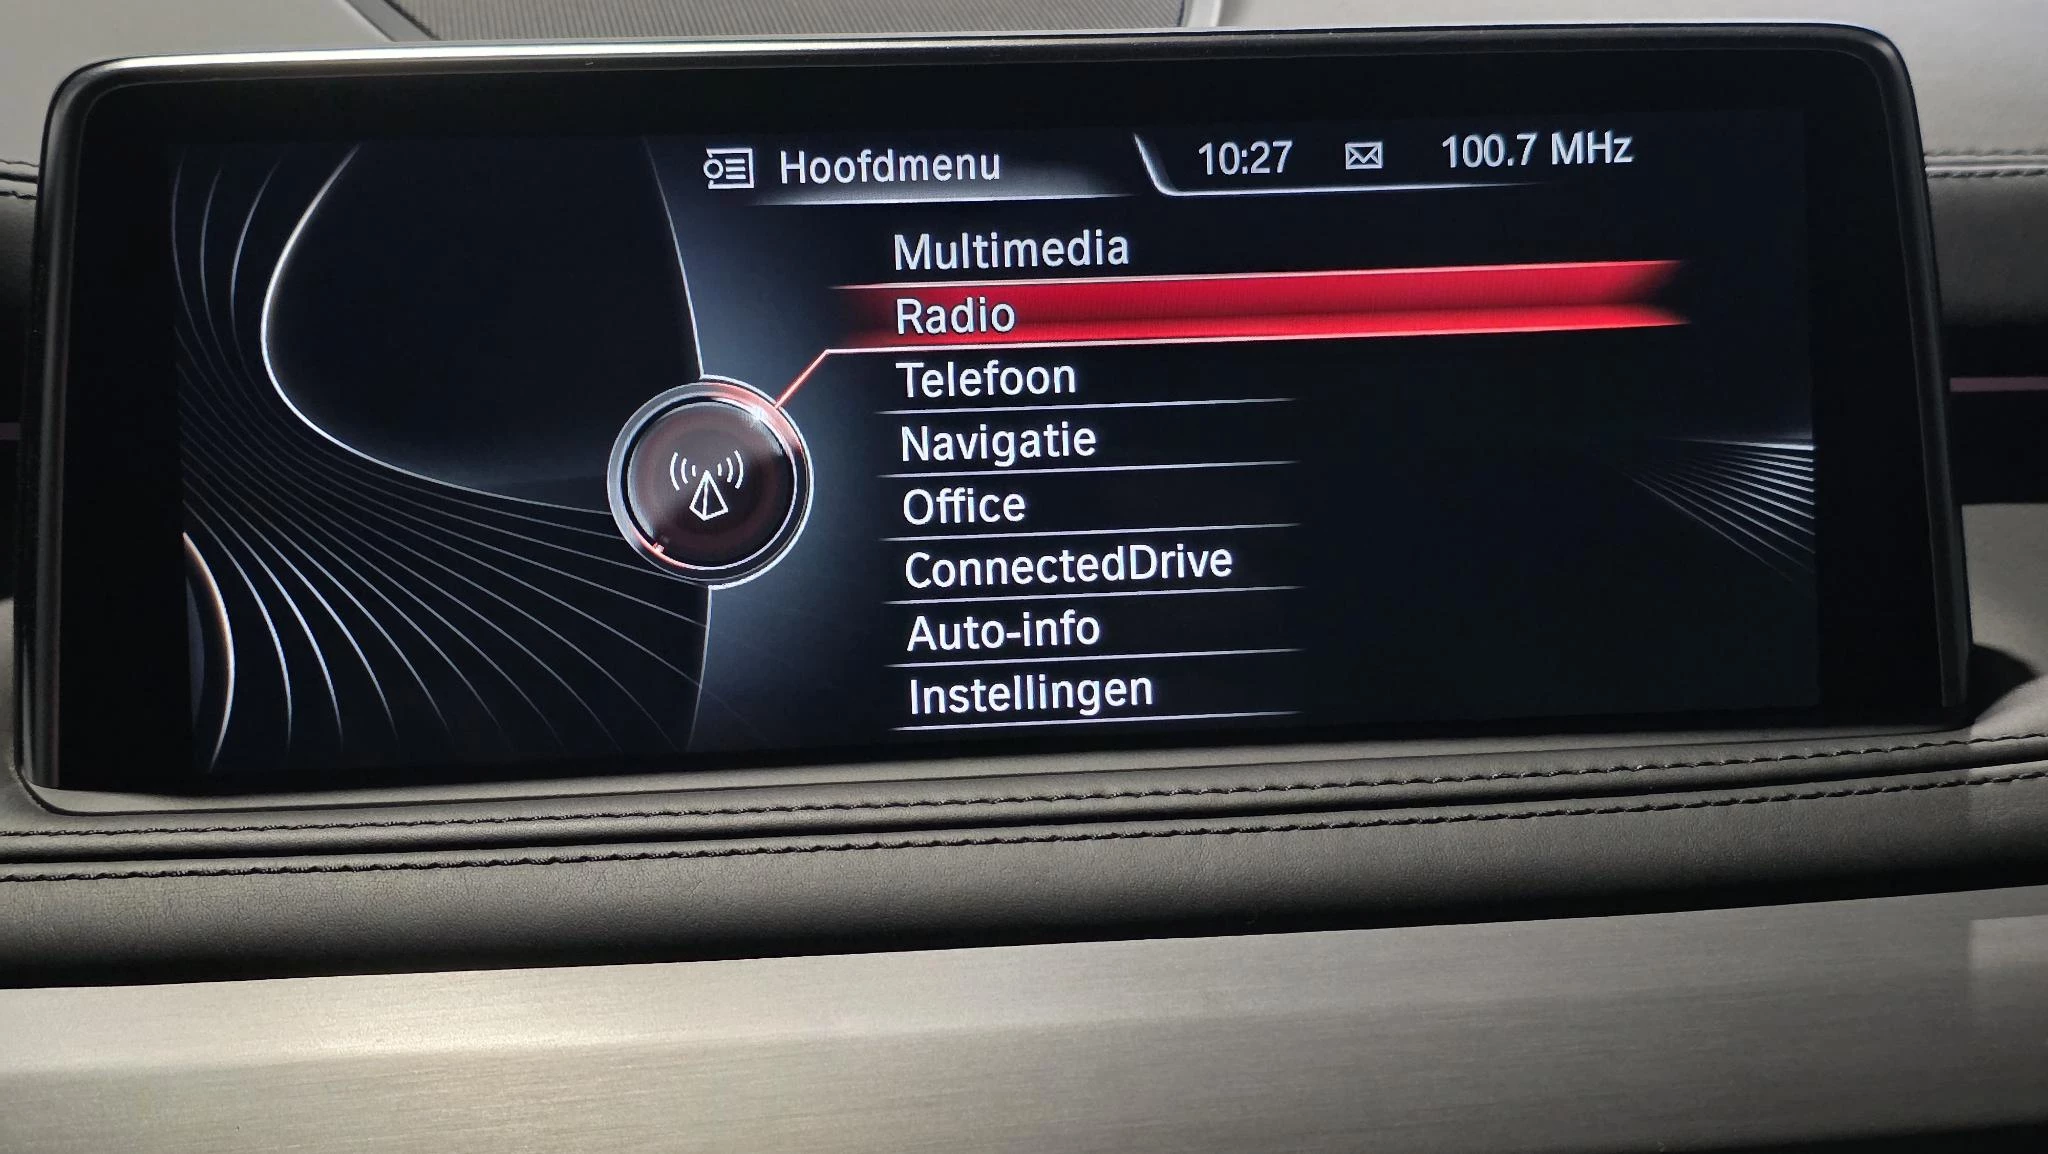 Hoofdmenu 10:27 100.7 MHz
Multimedia
Radio
Telefoon
Navigatie
Office
ConnectedDrive
Auto-info
Instellingen